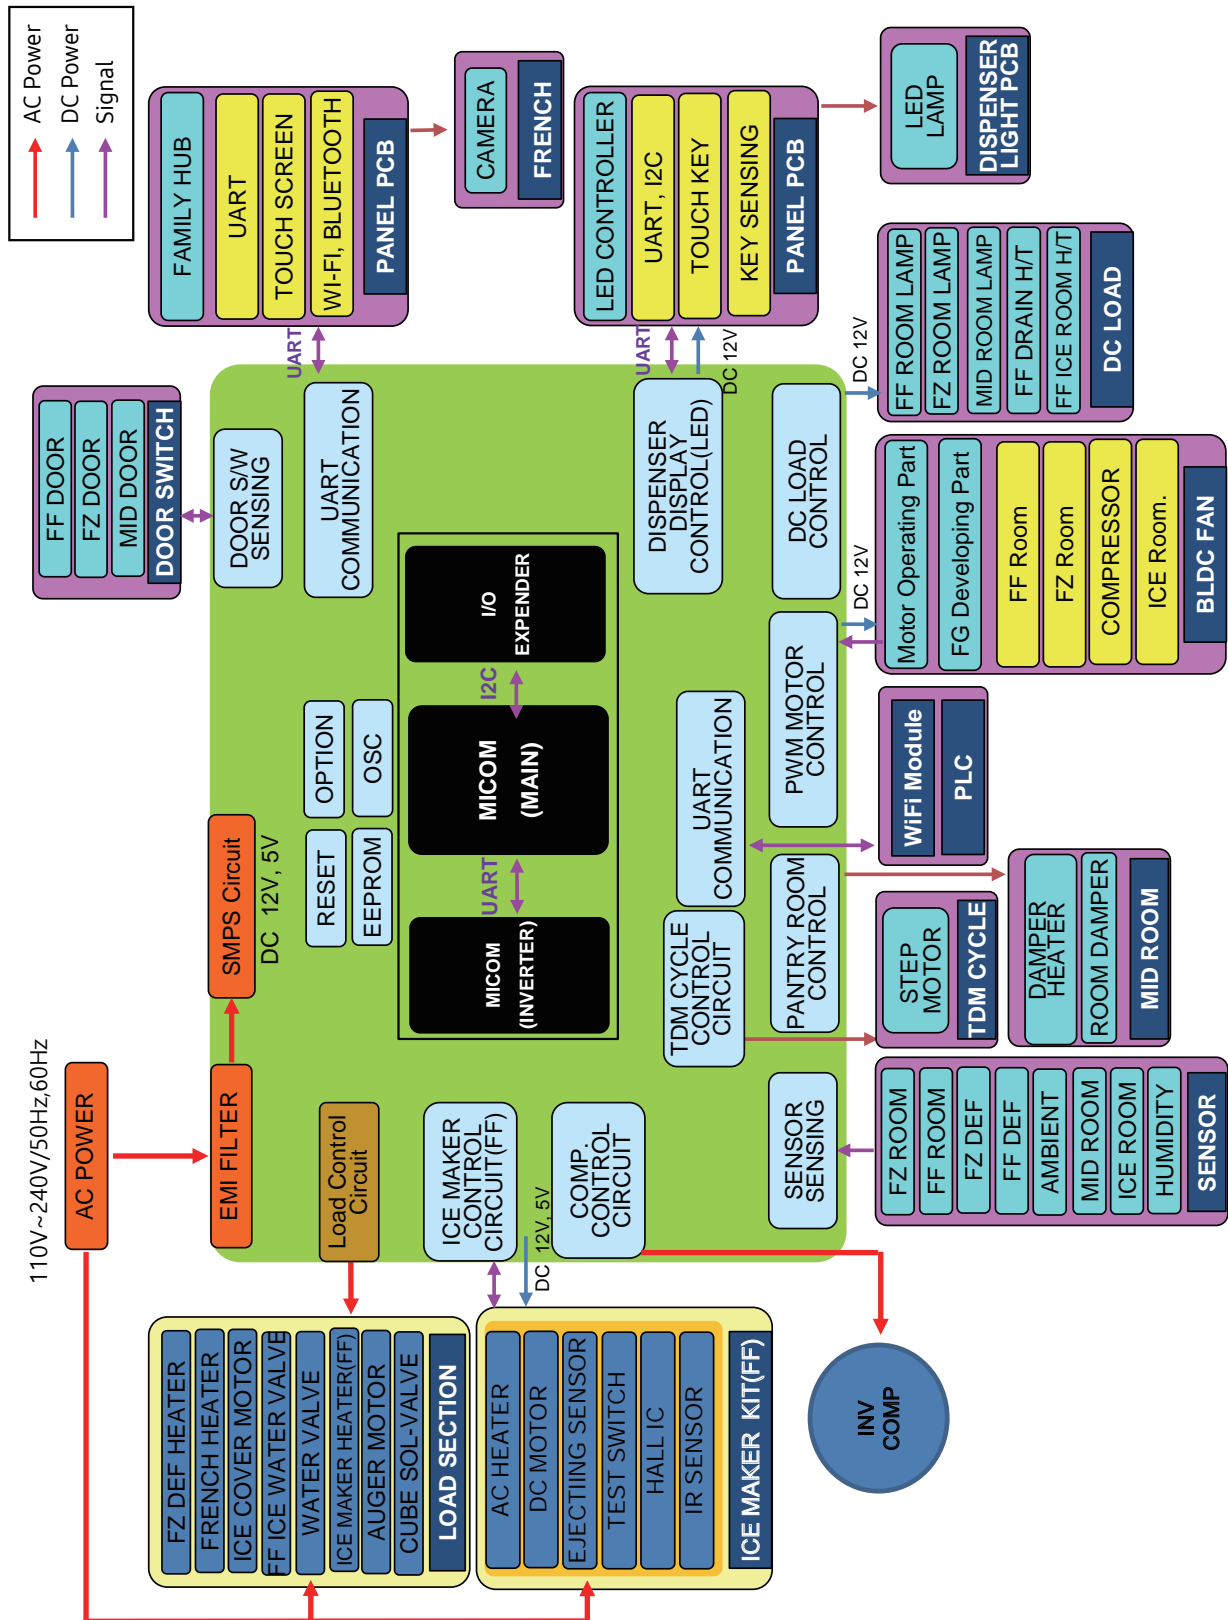 110V~240V/50Hz,60Hz
AC POWER
EMI FILTER
SMPS Circuit
DC 12V, 5V
AC Power
DC Power
Signal
FF DOOR
FZ DOOR
MID DOOR
DOOR SWITCH
DOOR S/W
SENSING
FAMILY HUB
UART
TOUCH SCREEN
WI-FI, BLUETOOTH
PANEL PCB
UART
UART
COMMUNICATION
CAMERA
FRENCH
LED CONTROLLER
UART, I2C
TOUCH KEY
KEY SENSING
PANEL PCB
UART
DC 12V
DISPENSER
DISPLAY
CONTROL(LED)
LED
LAMP
DISPENSER
LIGHT PCB
RESET
OPTION
EEPROM
OSC
MICOM
(INVERTER)
UART
MICOM
(MAIN)
I2C
I/O
EXPENDER
Load Control
Circuit
FZ DEF HEATER
FRENCH HEATER
ICE COVER MOTOR
FF ICE WATER VALVE
WATER VALVE
ICE MAKER HEATER(FF)
AUGER MOTOR
CUBE SOL-VALVE
LOAD SECTION
ICE MAKER
CONTROL
CIRCUIT(FF)
DC 12V, 5V
AC HEATER
DC MOTOR
EJECTIING SENSOR
TEST SWITCH
HALL IC
IR SENSOR
ICE MAKER KIT(FF)
COMP.
CONTROL
CIRCUIT
INV
COMP
SENSOR
SENSING
FZ ROOM
FF ROOM
FZ DEF
FF DEF
AMBIENT
MID ROOM
ICE ROOM
HUMIDITY
SENSOR
TDM CYCLE
CONTROL
CIRCUIT
STEP
MOTOR
TDM CYCLE
PANTRY ROOM
CONTROL
DAMPER
HEATER
ROOM DAMPER
MID ROOM
UART
COMMUNICATION
WiFi Module
PLC
PWM MOTOR
CONTROL
DC 12V
Motor Operating Part
FG Developing Part
FF Room
FZ Room
COMPRESSOR
ICE Room.
BLDC FAN
DC LOAD
CONTROL
DC 12V
FF ROOM LAMP
FZ ROOM LAMP
MID ROOM LAMP
FF DRAIN H/T
FF ICE ROOM H/T
DC LOAD